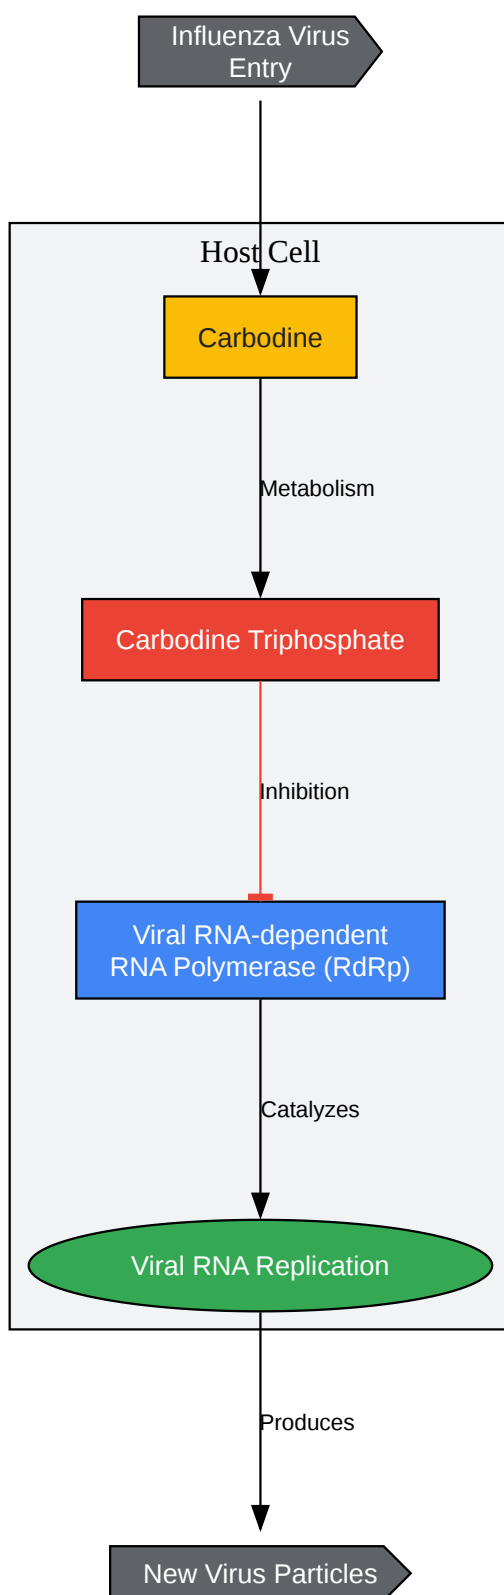 Influenza Virus
Entry
Host Cell
Carbodine
Metabolism
Carbodine Triphosphate
Inhibition
Viral RNA-dependent
RNA Polymerase (RdRp)
Catalyzes
Viral RNA Replication
Produces
New Virus Particles